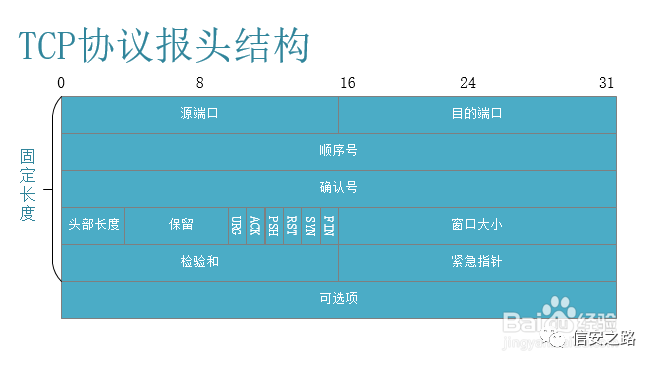 TCP协议报头结构
0 8 16 24 31
固定长度
源端口 目的端口
顺序号
确认号
头部长度 保留 URG ACK PSH RST SYN FIN 窗口大小
检验和 紧急指针
可选项
Baidu经验
jingyan
信安之路